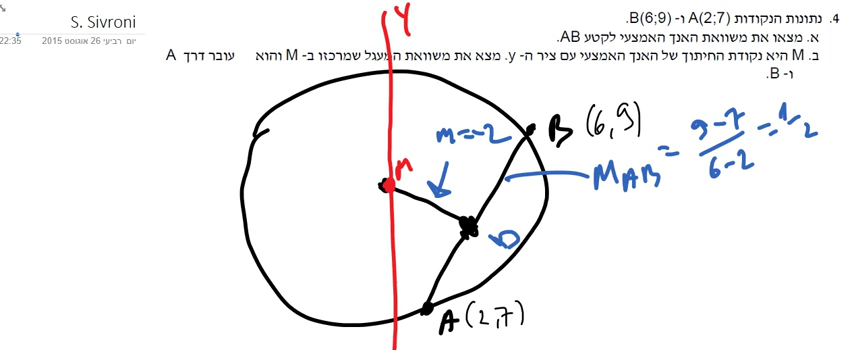 S. Sivroni
22:35 יום רביעי 26 אוגוסט 2015
4. נתונות הנקודות A(2;7) ו- B(6;9).
א. מצאו את משוואת האנך האמצעי לקטע AB.
ב. M היא נקודת החיתוך של האנך האמצעי עם ציר ה- y. מצא את משוואת המעגל שמרכזו ב- M והוא עובר דרך A
ו- B.
Y
B (6,9)
m=-2
M
M AB = 9-7/6-2 = 1/2
A (2,7)